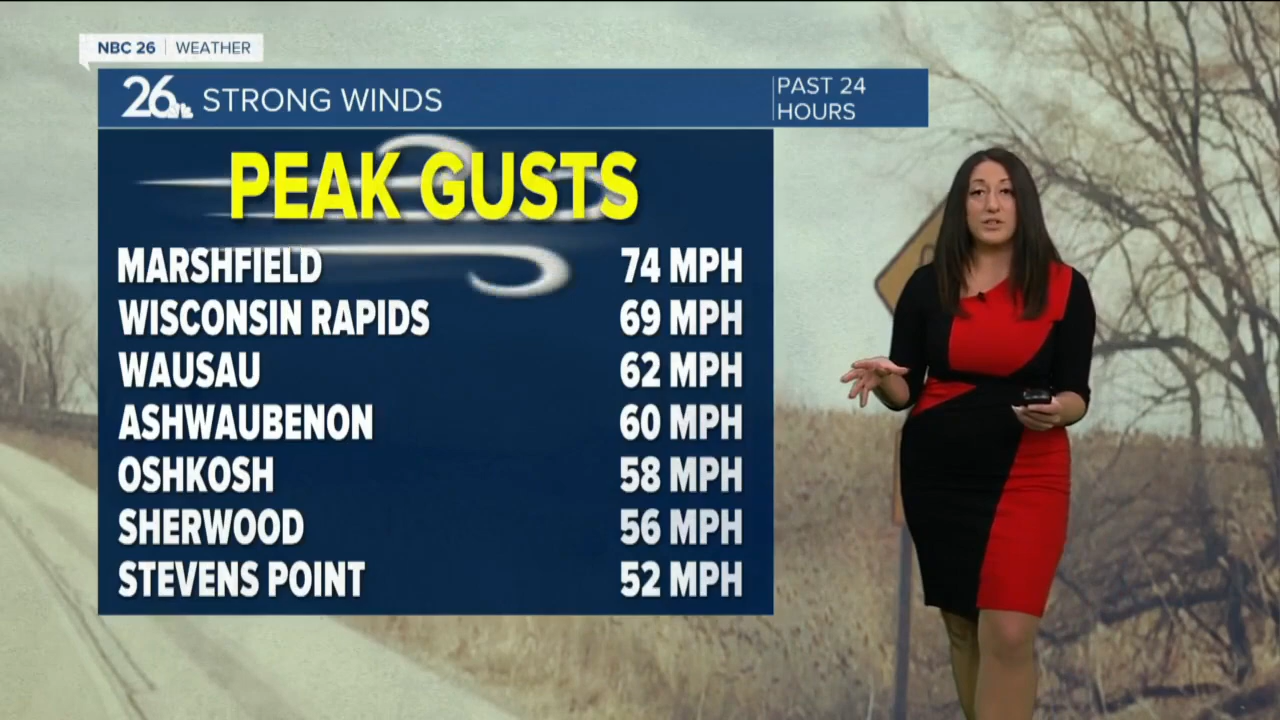 NBC 26 | WEATHER
26 STRONG WINDS
PAST 24
HOURS
PEAK GUSTS
MARSHFIELD 74 MPH
WISCONSIN RAPIDS 69 MPH
WAUSAU 62 MPH
ASHWAUBENON 60 MPH
OSHKOSH 58 MPH
SHERWOOD 56 MPH
STEVENS POINT 52 MPH